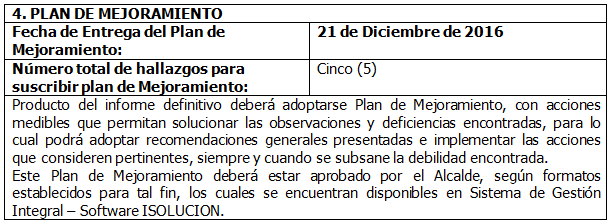 4. PLAN DE MEJORAMIENTO
Fecha de Entrega del Plan de
Mejoramiento:
21 de Diciembre de 2016
Número total de hallazgos para
suscribir plan de Mejoramiento:
Cinco (5)
Producto del informe definitivo deberá adoptarse Plan de Mejoramiento, con acciones
medibles que permitan solucionar las observaciones y deficiencias encontradas, para lo
cual podrá adoptar recomendaciones generales presentadas e implementar las acciones
que consideren pertinentes, siempre y cuando se subsane la debilidad encontrada.
Este Plan de Mejoramiento deberá estar aprobado por el Alcalde, según formatos
establecidos para tal fin, los cuales se encuentran disponibles en Sistema de Gestión
Integral – Software ISOLUCION.